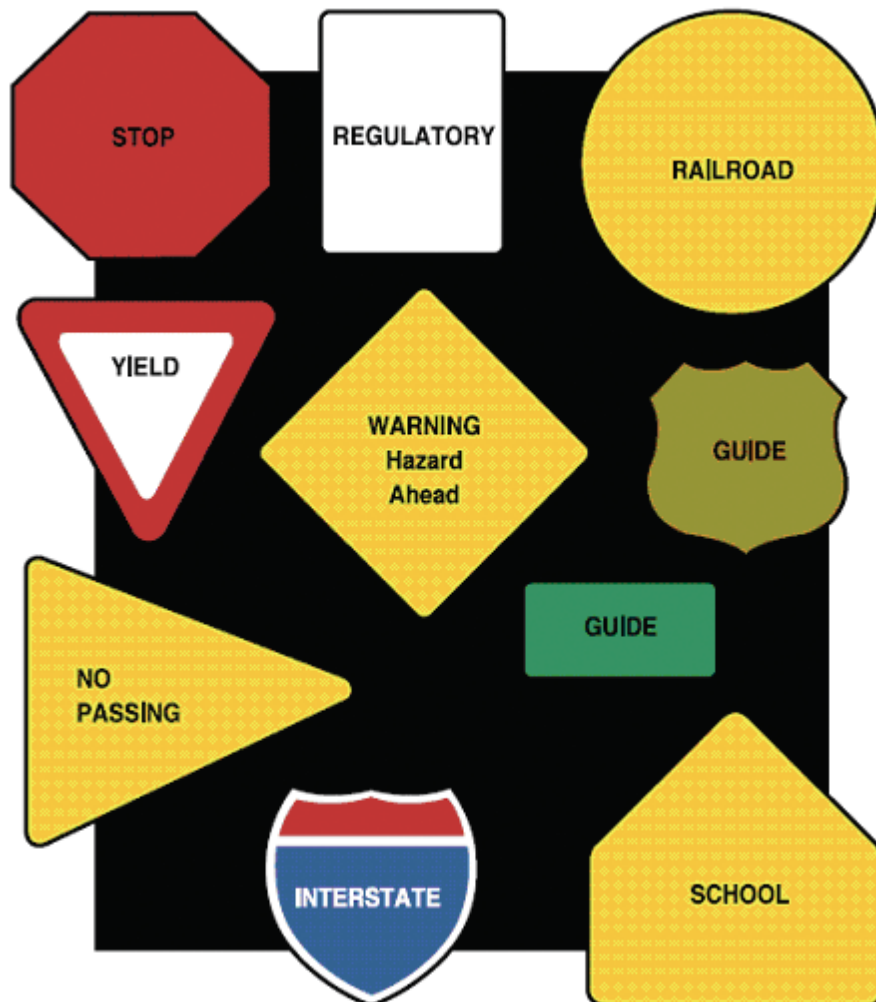 STOP
REGULATORY
RAILROAD
YIELD
WARNING
Hazard
Ahead
GUIDE
GUIDE
NO
PASSING
INTERSTATE
SCHOOL